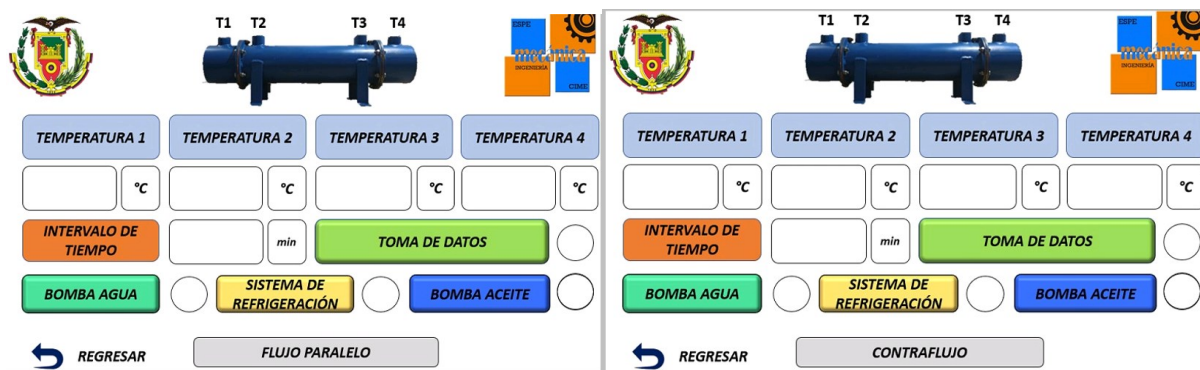 T1 T2 T3 T4
ESPE
mecánica
INGENIERÍA
CIME
TEMPERATURA 1 TEMPERATURA 2 TEMPERATURA 3 TEMPERATURA 4
°C °C °C °C
INTERVALO DE
TIEMPO
min
TOMA DE DATOS
BOMBA AGUA
SISTEMA DE
REFRIGERACIÓN
BOMBA ACEITE
REGRESAR
FLUJO PARALELO
T1 T2 T3 T4
ESPE
mecánica
INGENIERÍA
CIME
TEMPERATURA 1 TEMPERATURA 2 TEMPERATURA 3 TEMPERATURA 4
°C °C °C °C
INTERVALO DE
TIEMPO
min
TOMA DE DATOS
BOMBA AGUA
SISTEMA DE
REFRIGERACIÓN
BOMBA ACEITE
REGRESAR
CONTRAFLUJO